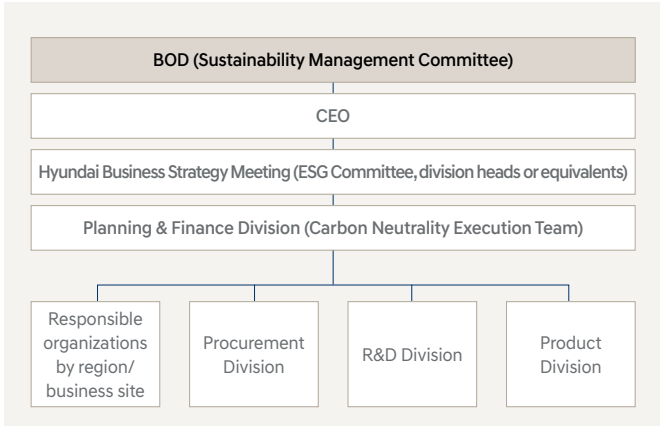 BOD (Sustainability Management Committee)
CEO
Hyundai Business Strategy Meeting (ESG Committee, division heads or equivalents)
Planning & Finance Division (Carbon Neutrality Execution Team)
Responsible
organizations
by region/
business site
Procurement
Division
R&D Division
Product
Division